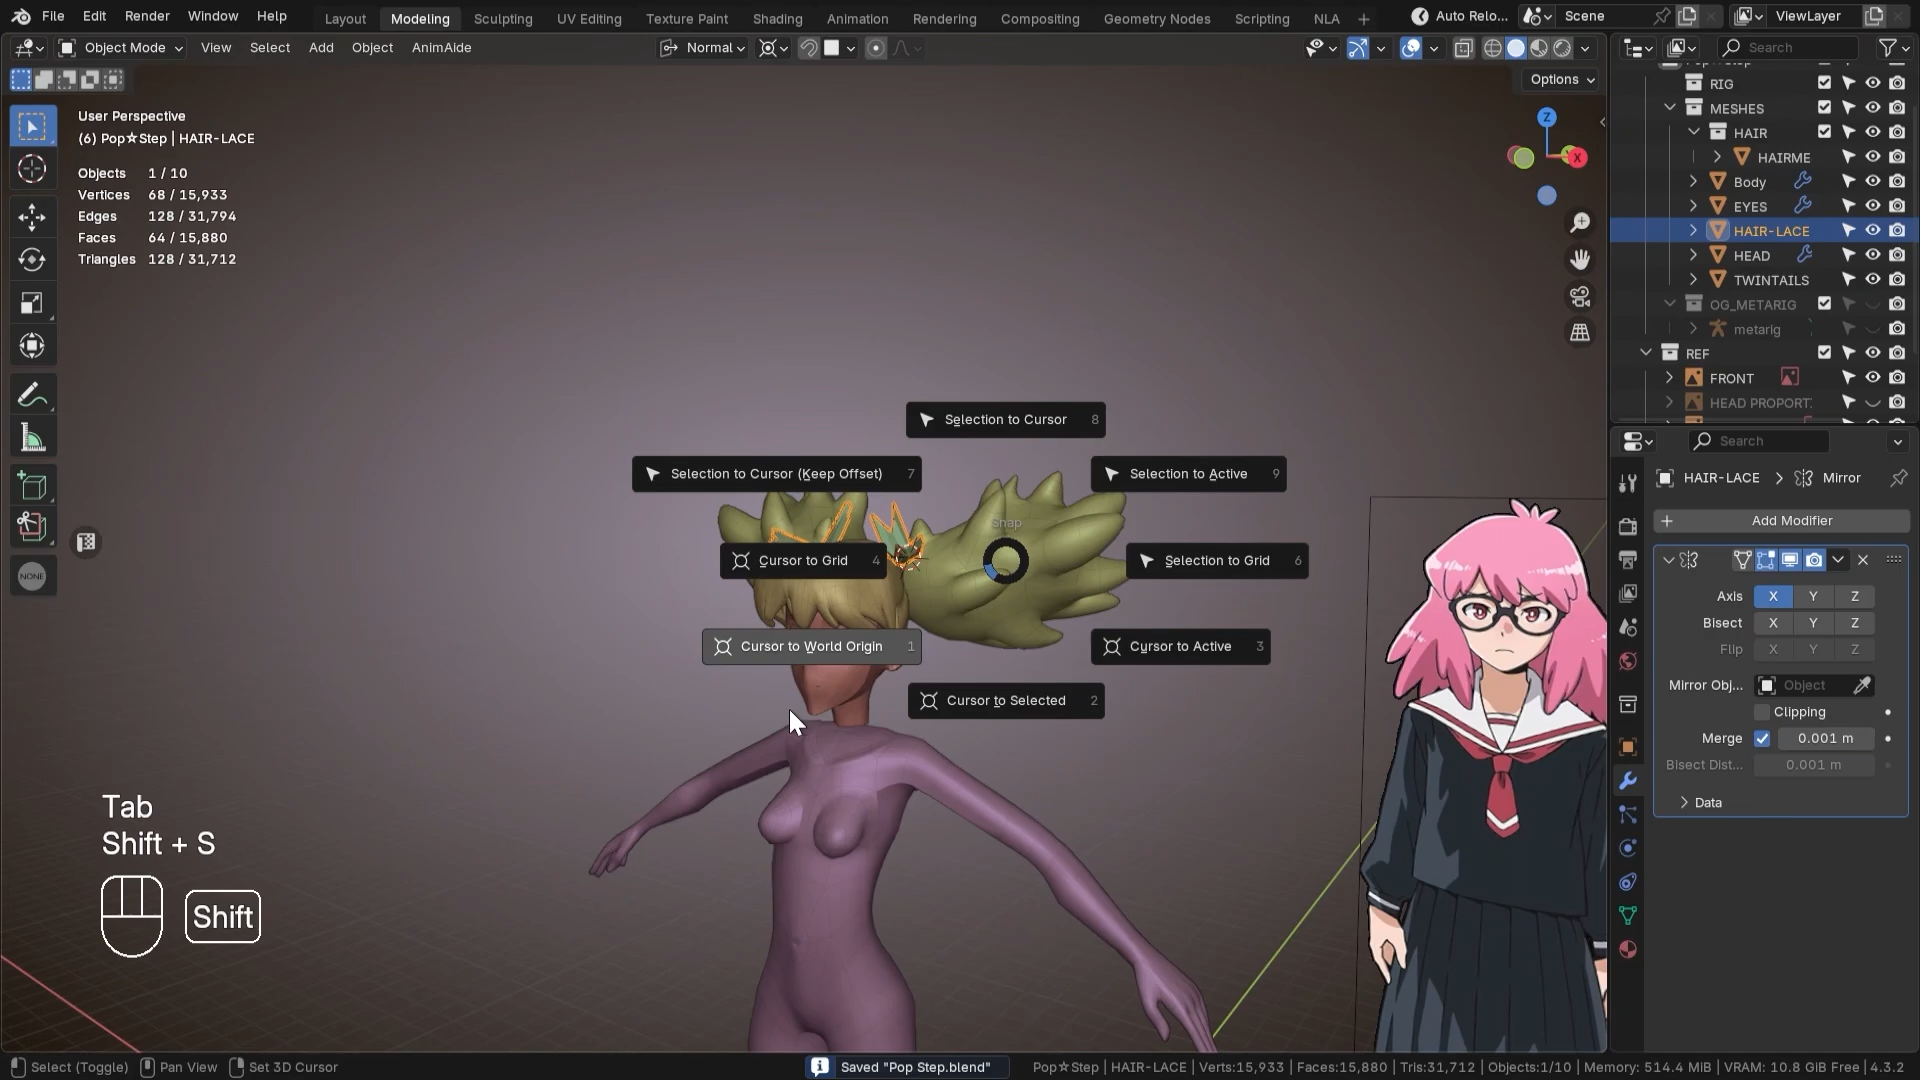 File Edit Render Window Help
Layout Modeling Sculpting UV Editing Texture Paint Shading Animation Rendering Compositing Geometry Nodes Scripting NLA
Auto Relo... Scene ViewLayer
Object Mode View Select Add Object AnimAide
Normal
Search
Options
User Perspective
(6) Pop☆Step | HAIR-LACE
Objects 1 / 10
Vertices 68 / 15,933
Edges 128 / 31,794
Faces 64 / 15,880
Triangles 128 / 31,712
Z
X
RIG
MESHES
HAIR
HAIRME
Body
EYES
HAIR-LACE
HEAD
TWINTAILS
OG_METARIG
metarig
REF
FRONT
HEAD PROPORT.
Search
HAIR-LACE > Mirror
Add Modifier
Axis X Y Z
Bisect X Y Z
Flip X Y Z
Mirror Obj... Object
Clipping
Merge 0.001 m
Bisect Dist... 0.001 m
Data
Selection to Cursor 8
Selection to Cursor (Keep Offset) 7
Selection to Active 9
Snap
Cursor to Grid 4
Selection to Grid 6
Cursor to World Origin 1
Cursor to Active 3
Cursor to Selected 2
NONE
Tab
Shift + S
Shift
Select (Toggle) Pan View Set 3D Cursor
Saved "Pop Step.blend"
Pop☆Step | HAIR-LACE | Verts:15,933 | Faces:15,880 | Tris:31,712 | Objects:1/10 | Memory: 514.4 MiB | VRAM: 10.8 GiB Free | 4.3.2